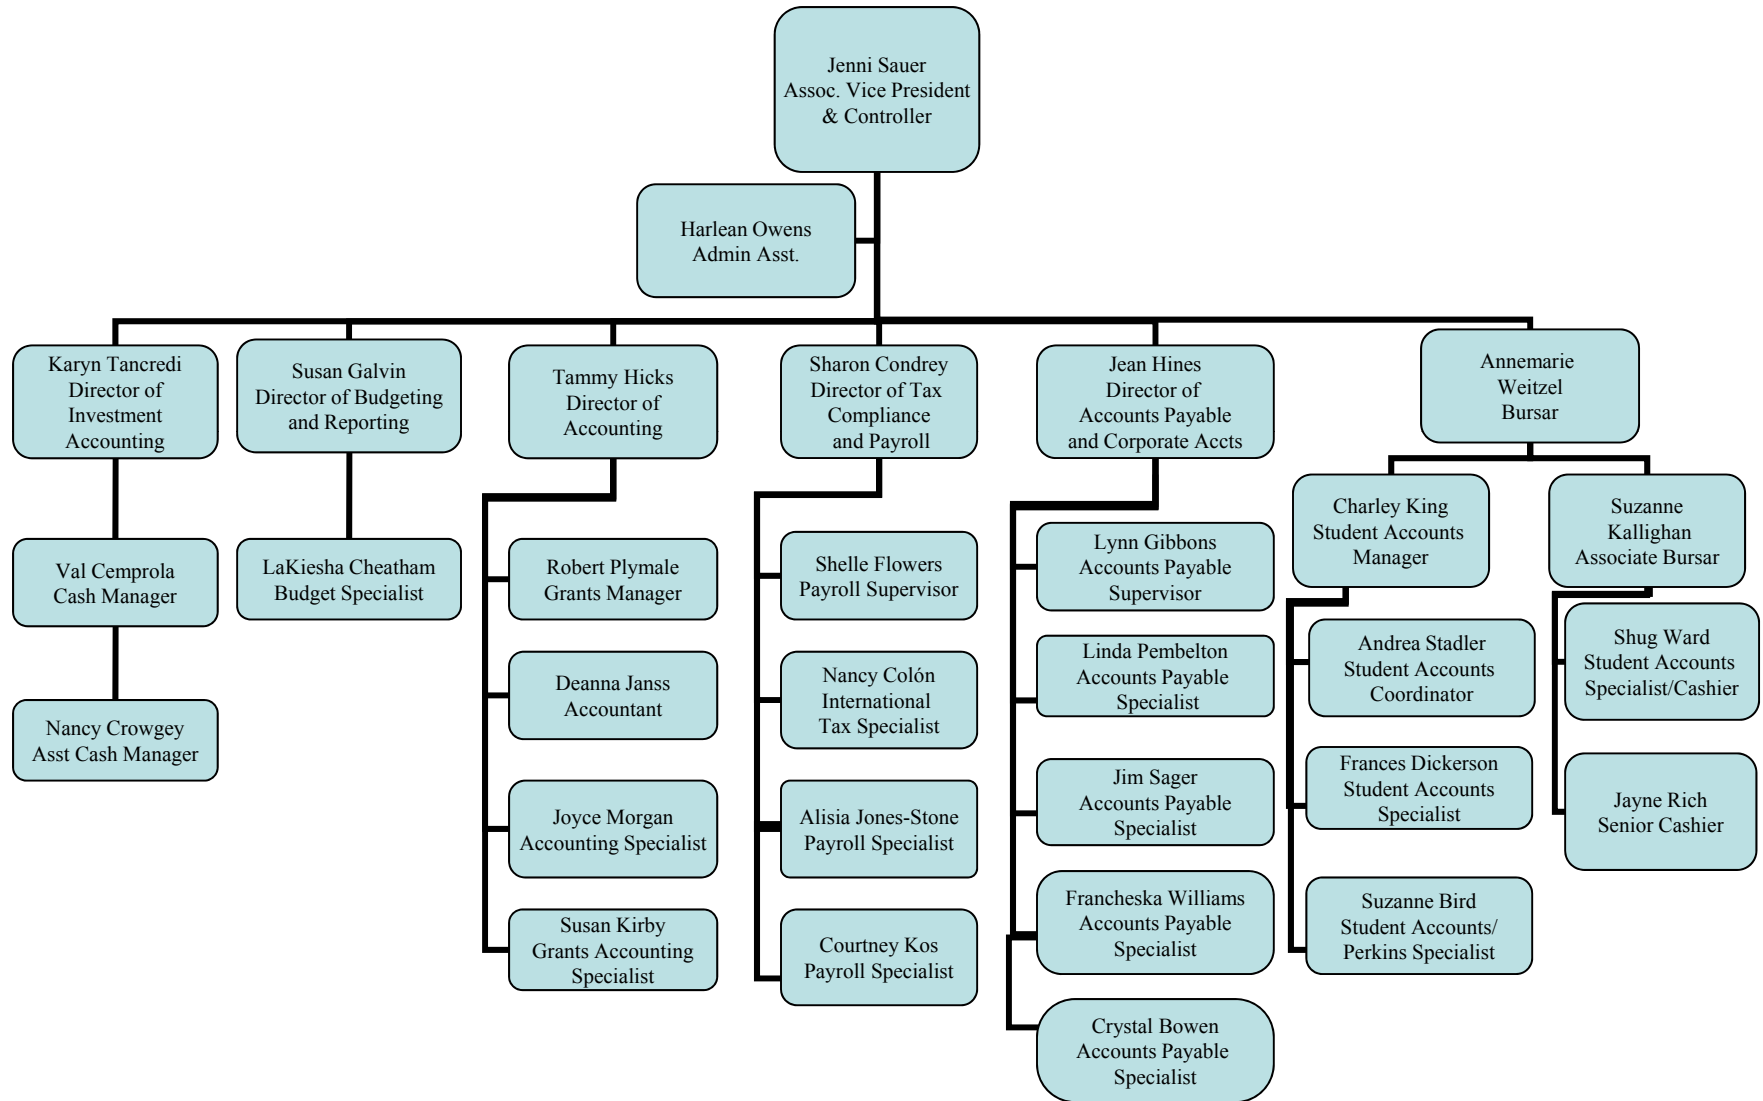 Jenni Sauer
Assoc. Vice President
& Controller
Harlean Owens
Admin Asst.
Karyn Tancredi
Director of
Investment
Accounting
Susan Galvin
Director of Budgeting
and Reporting
Tammy Hicks
Director of
Accounting
Sharon Condrey
Director of Tax
Compliance
and Payroll
Jean Hines
Director of
Accounts Payable
and Corporate Accts
Annemarie
Weitzel
Bursar
Val Cemprola
Cash Manager
Nancy Crowgey
Asst Cash Manager
LaKiesha Cheatham
Budget Specialist
Robert Plymale
Grants Manager
Deanna Janss
Accountant
Joyce Morgan
Accounting Specialist
Susan Kirby
Grants Accounting
Specialist
Shelle Flowers
Payroll Supervisor
Nancy Colón
International
Tax Specialist
Alisia Jones-Stone
Payroll Specialist
Courtney Kos
Payroll Specialist
Lynn Gibbons
Accounts Payable
Supervisor
Linda Pembelton
Accounts Payable
Specialist
Jim Sager
Accounts Payable
Specialist
Francheska Williams
Accounts Payable
Specialist
Crystal Bowen
Accounts Payable
Specialist
Charley King
Student Accounts
Manager
Andrea Stadler
Student Accounts
Coordinator
Frances Dickerson
Student Accounts
Specialist
Suzanne Bird
Student Accounts/
Perkins Specialist
Suzanne
Kallighan
Associate Bursar
Shug Ward
Student Accounts
Specialist/Cashier
Jayne Rich
Senior Cashier